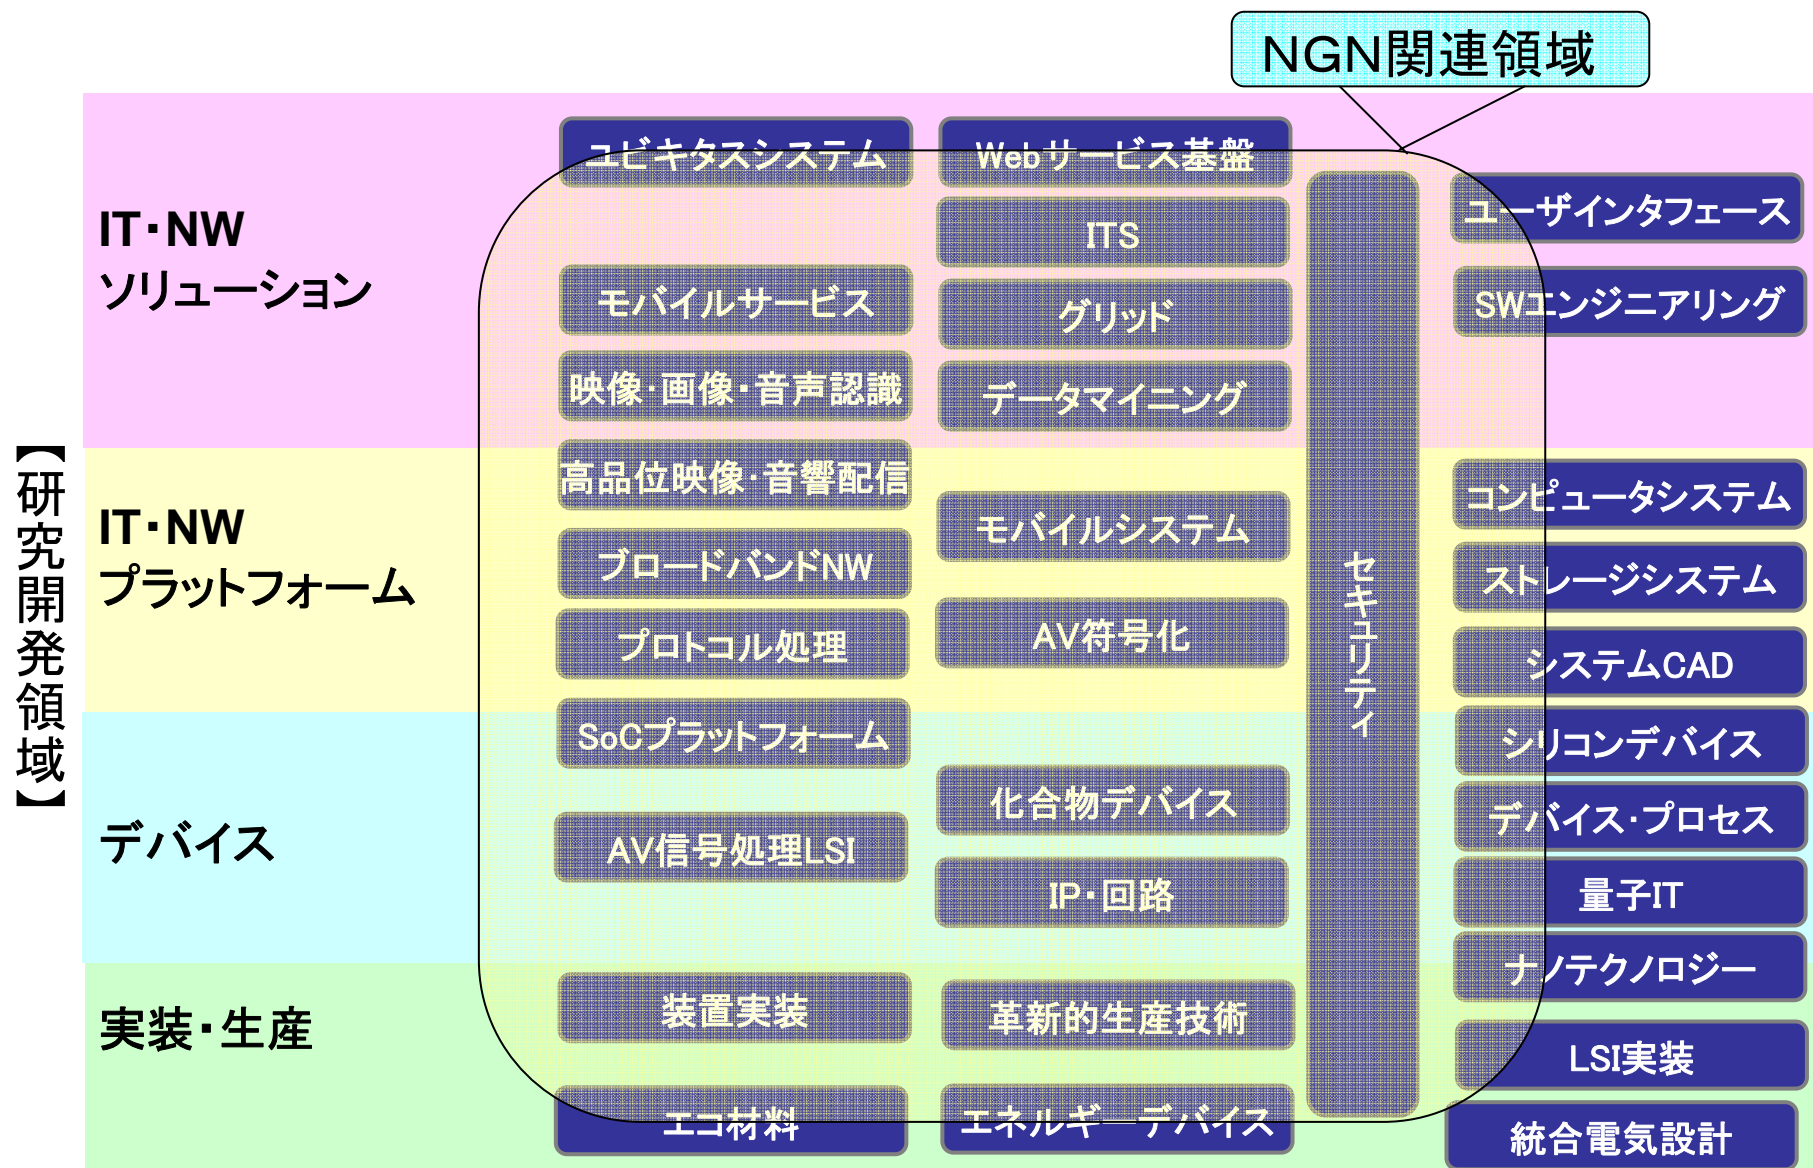 NGN関連領域
【研究開発領域】
IT・NW
ソリューション
ユビキタスシステム
モバイルサービス
映像・画像・音声認識
Webサービス基盤
ITS
グリッド
データマイニング
ユーザインタフェース
SWエンジニアリング
IT・NW
プラットフォーム
高品位映像・音響配信
ブロードバンドNW
プロトコル処理
モバイルシステム
AV符号化
セキュリティ
コンピュータシステム
ストレージシステム
システムCAD
デバイス
SoCプラットフォーム
AV信号処理LSI
化合物デバイス
IP・回路
シリコンデバイス
デバイス・プロセス
量子IT
ナノテクノロジー
実装・生産
装置実装
エコ材料
革新的生産技術
エネルギーデバイス
LSI実装
統合電気設計